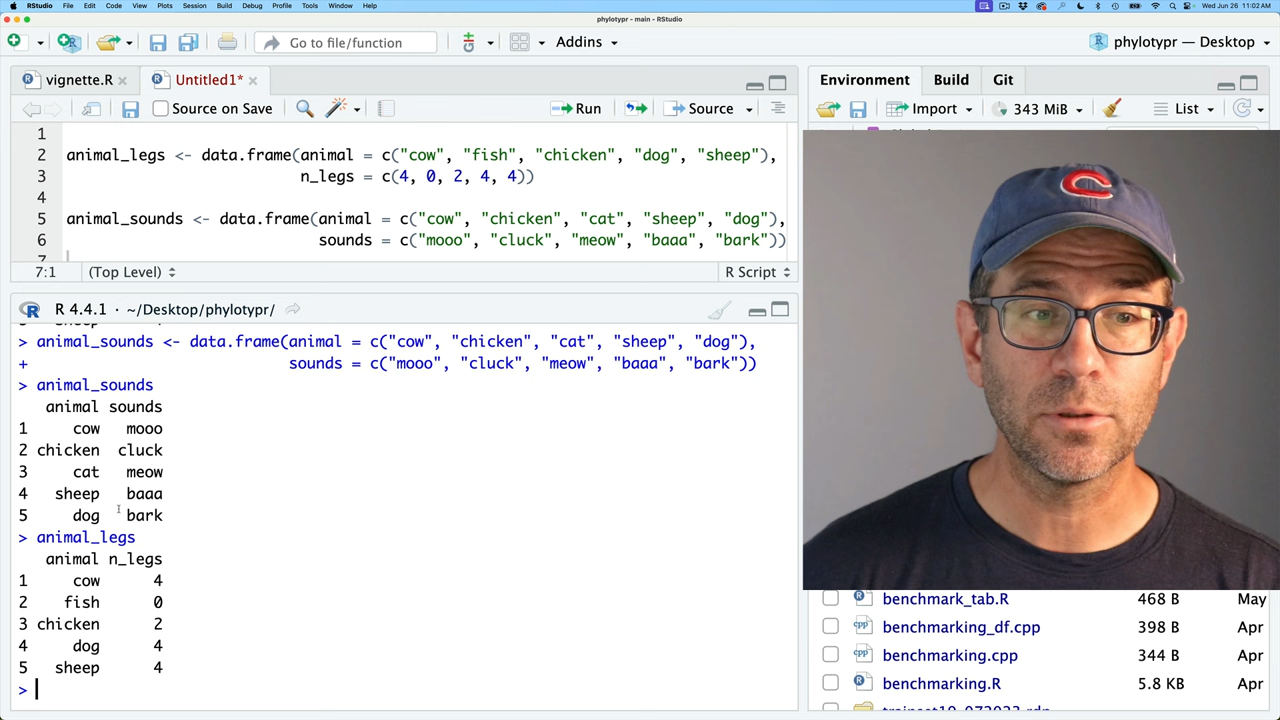 RStudio File Edit Code View Plots Session Build Debug Profile Tools Window Help Wed Jun 26 11:02 AM
phylotypr - main - RStudio
Go to file/function Addins phylotypr — Desktop
vignette.R Untitled1* Environment Build Git
Source on Save Run Source Import 343 MiB List
1
2 animal_legs <- data.frame(animal = c("cow", "fish", "chicken", "dog", "sheep"),
3 n_legs = c(4, 0, 2, 4, 4))
4
5 animal_sounds <- data.frame(animal = c("cow", "chicken", "cat", "sheep", "dog"),
6 sounds = c("mooo", "cluck", "meow", "baaa", "bark"))
7
7:1 (Top Level) R Script
R 4.4.1 · ~/Desktop/phylotypr/
> animal_sounds <- data.frame(animal = c("cow", "chicken", "cat", "sheep", "dog"),
+ sounds = c("mooo", "cluck", "meow", "baaa", "bark"))
> animal_sounds
animal sounds
1 cow mooo
2 chicken cluck
3 cat meow
4 sheep baaa
5 dog bark
> animal_legs
animal n_legs
1 cow 4
2 fish 0
3 chicken 2
4 dog 4
5 sheep 4
>
C
benchmark_tab.R 468 B May
benchmarking_df.cpp 398 B Apr
benchmarking.cpp 344 B Apr
benchmarking.R 5.8 KB Apr